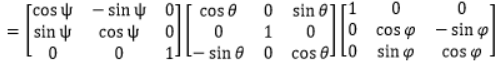 = [cos ψ − sin ψ 0 [ cos θ 0 sin θ [1 0 0
sin ψ cos ψ 0 0 1 0 0 cos φ − sin φ
0 0 1] − sin θ 0 cos θ] 0 sin φ cos φ ]